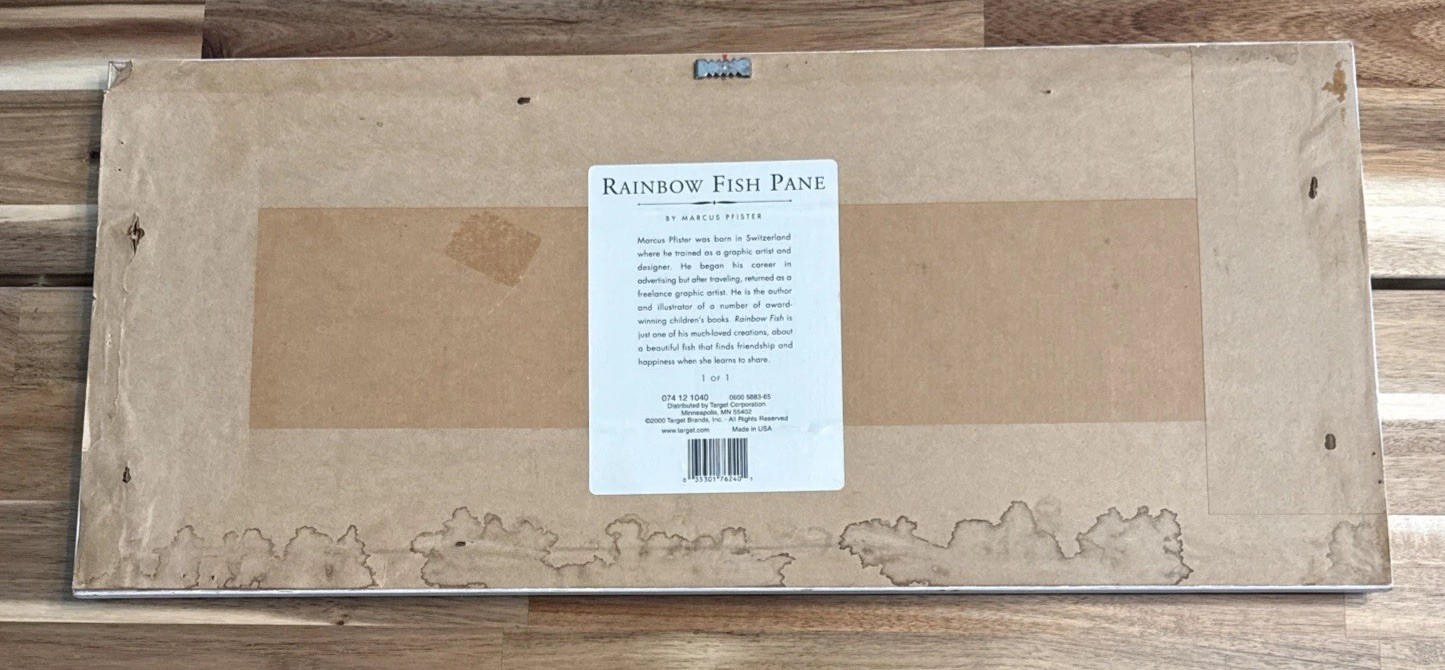 RAINBOW FISH PANE
BY MARCUS PFISTER
Marcus Pfister was born in Switzerland
where he trained as a graphic artist and
designer. He began his career in
advertising but after traveling, returned as a
freelance graphic artist. He is the author
and illustrator of a number of award-
winning children's books. Rainbow Fish is
just one of his much-loved creations, about
a beautiful fish that finds friendship and
happiness when she learns to share.
1 OF 1
074 12 1040 0600 5883-65
Distributed by Target Corporation
Minneapolis, MN 55402
©2000 Target Brands, Inc. · All Rights Reserved
www.target.com Made in USA
35301 76240 1